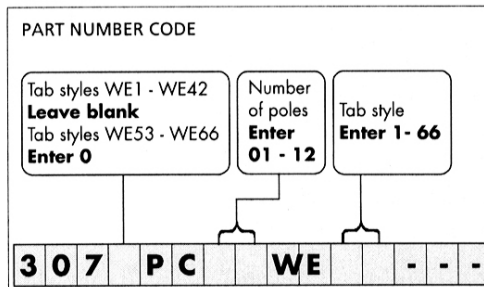 PART NUMBER CODE
Tab styles WE1 - WE42
Leave blank
Tab styles WE53 - WE66
Enter 0
Number
of poles
Enter
01 - 12
Tab style
Enter 1- 66
3 0 7 P C WE - - -